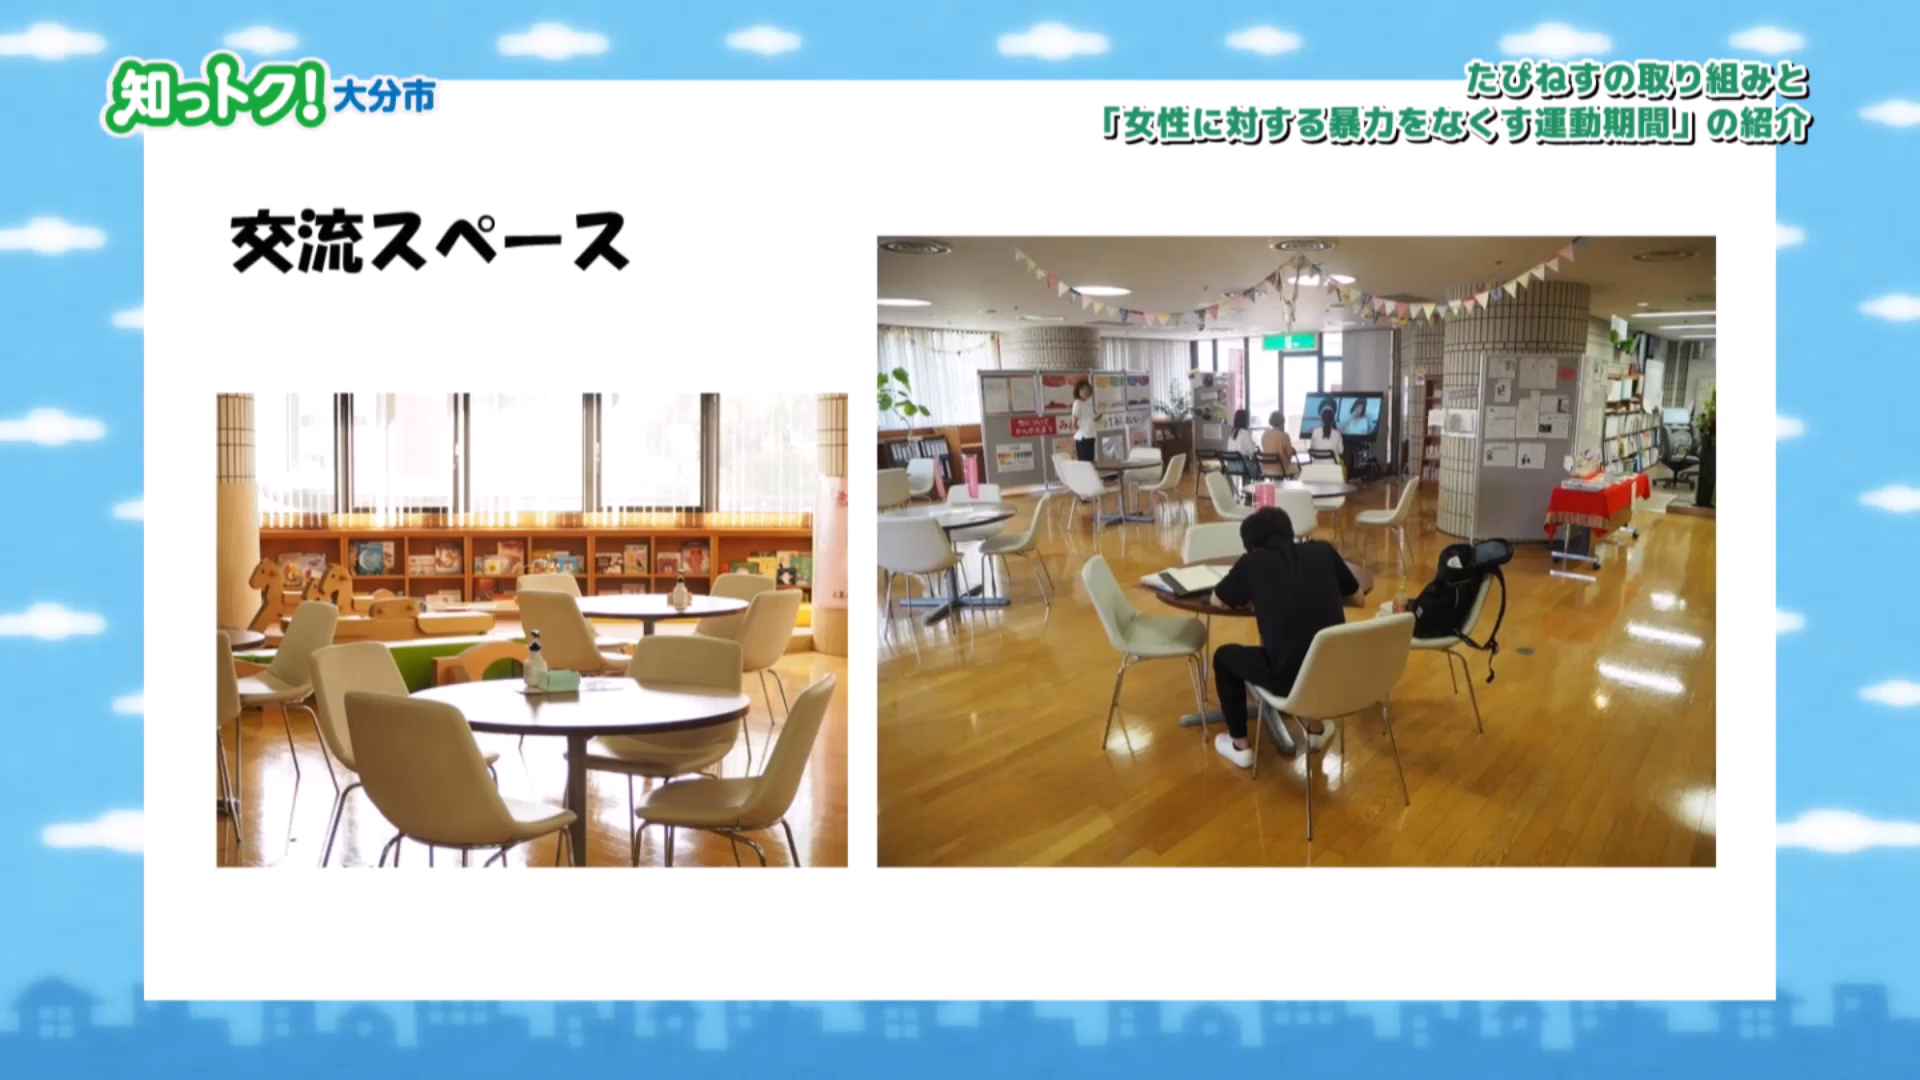 知っトク!大分市
たぴねすの取り組みと
「女性に対する暴力をなくす運動期間」の紹介
交流スペース